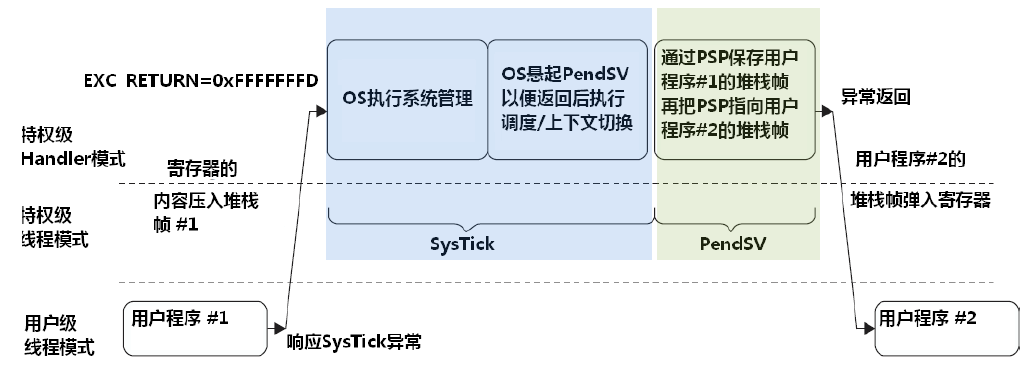 EXC RETURN=0xFFFFFFFD
OS执行系统管理
OS悬起PendSV
以便返回后执行
调度/上下文切换
通过PSP保存用户
程序#1的堆栈帧
再把PSP指向用户
程序#2的堆栈帧
异常返回
特权级
Handler模式
寄存器的
内容压入堆栈
帧 #1
用户程序#2的
堆栈帧弹入寄存器
特权级
线程模式
SysTick
PendSV
用户级
线程模式
用户程序 #1
响应SysTick异常
用户程序 #2